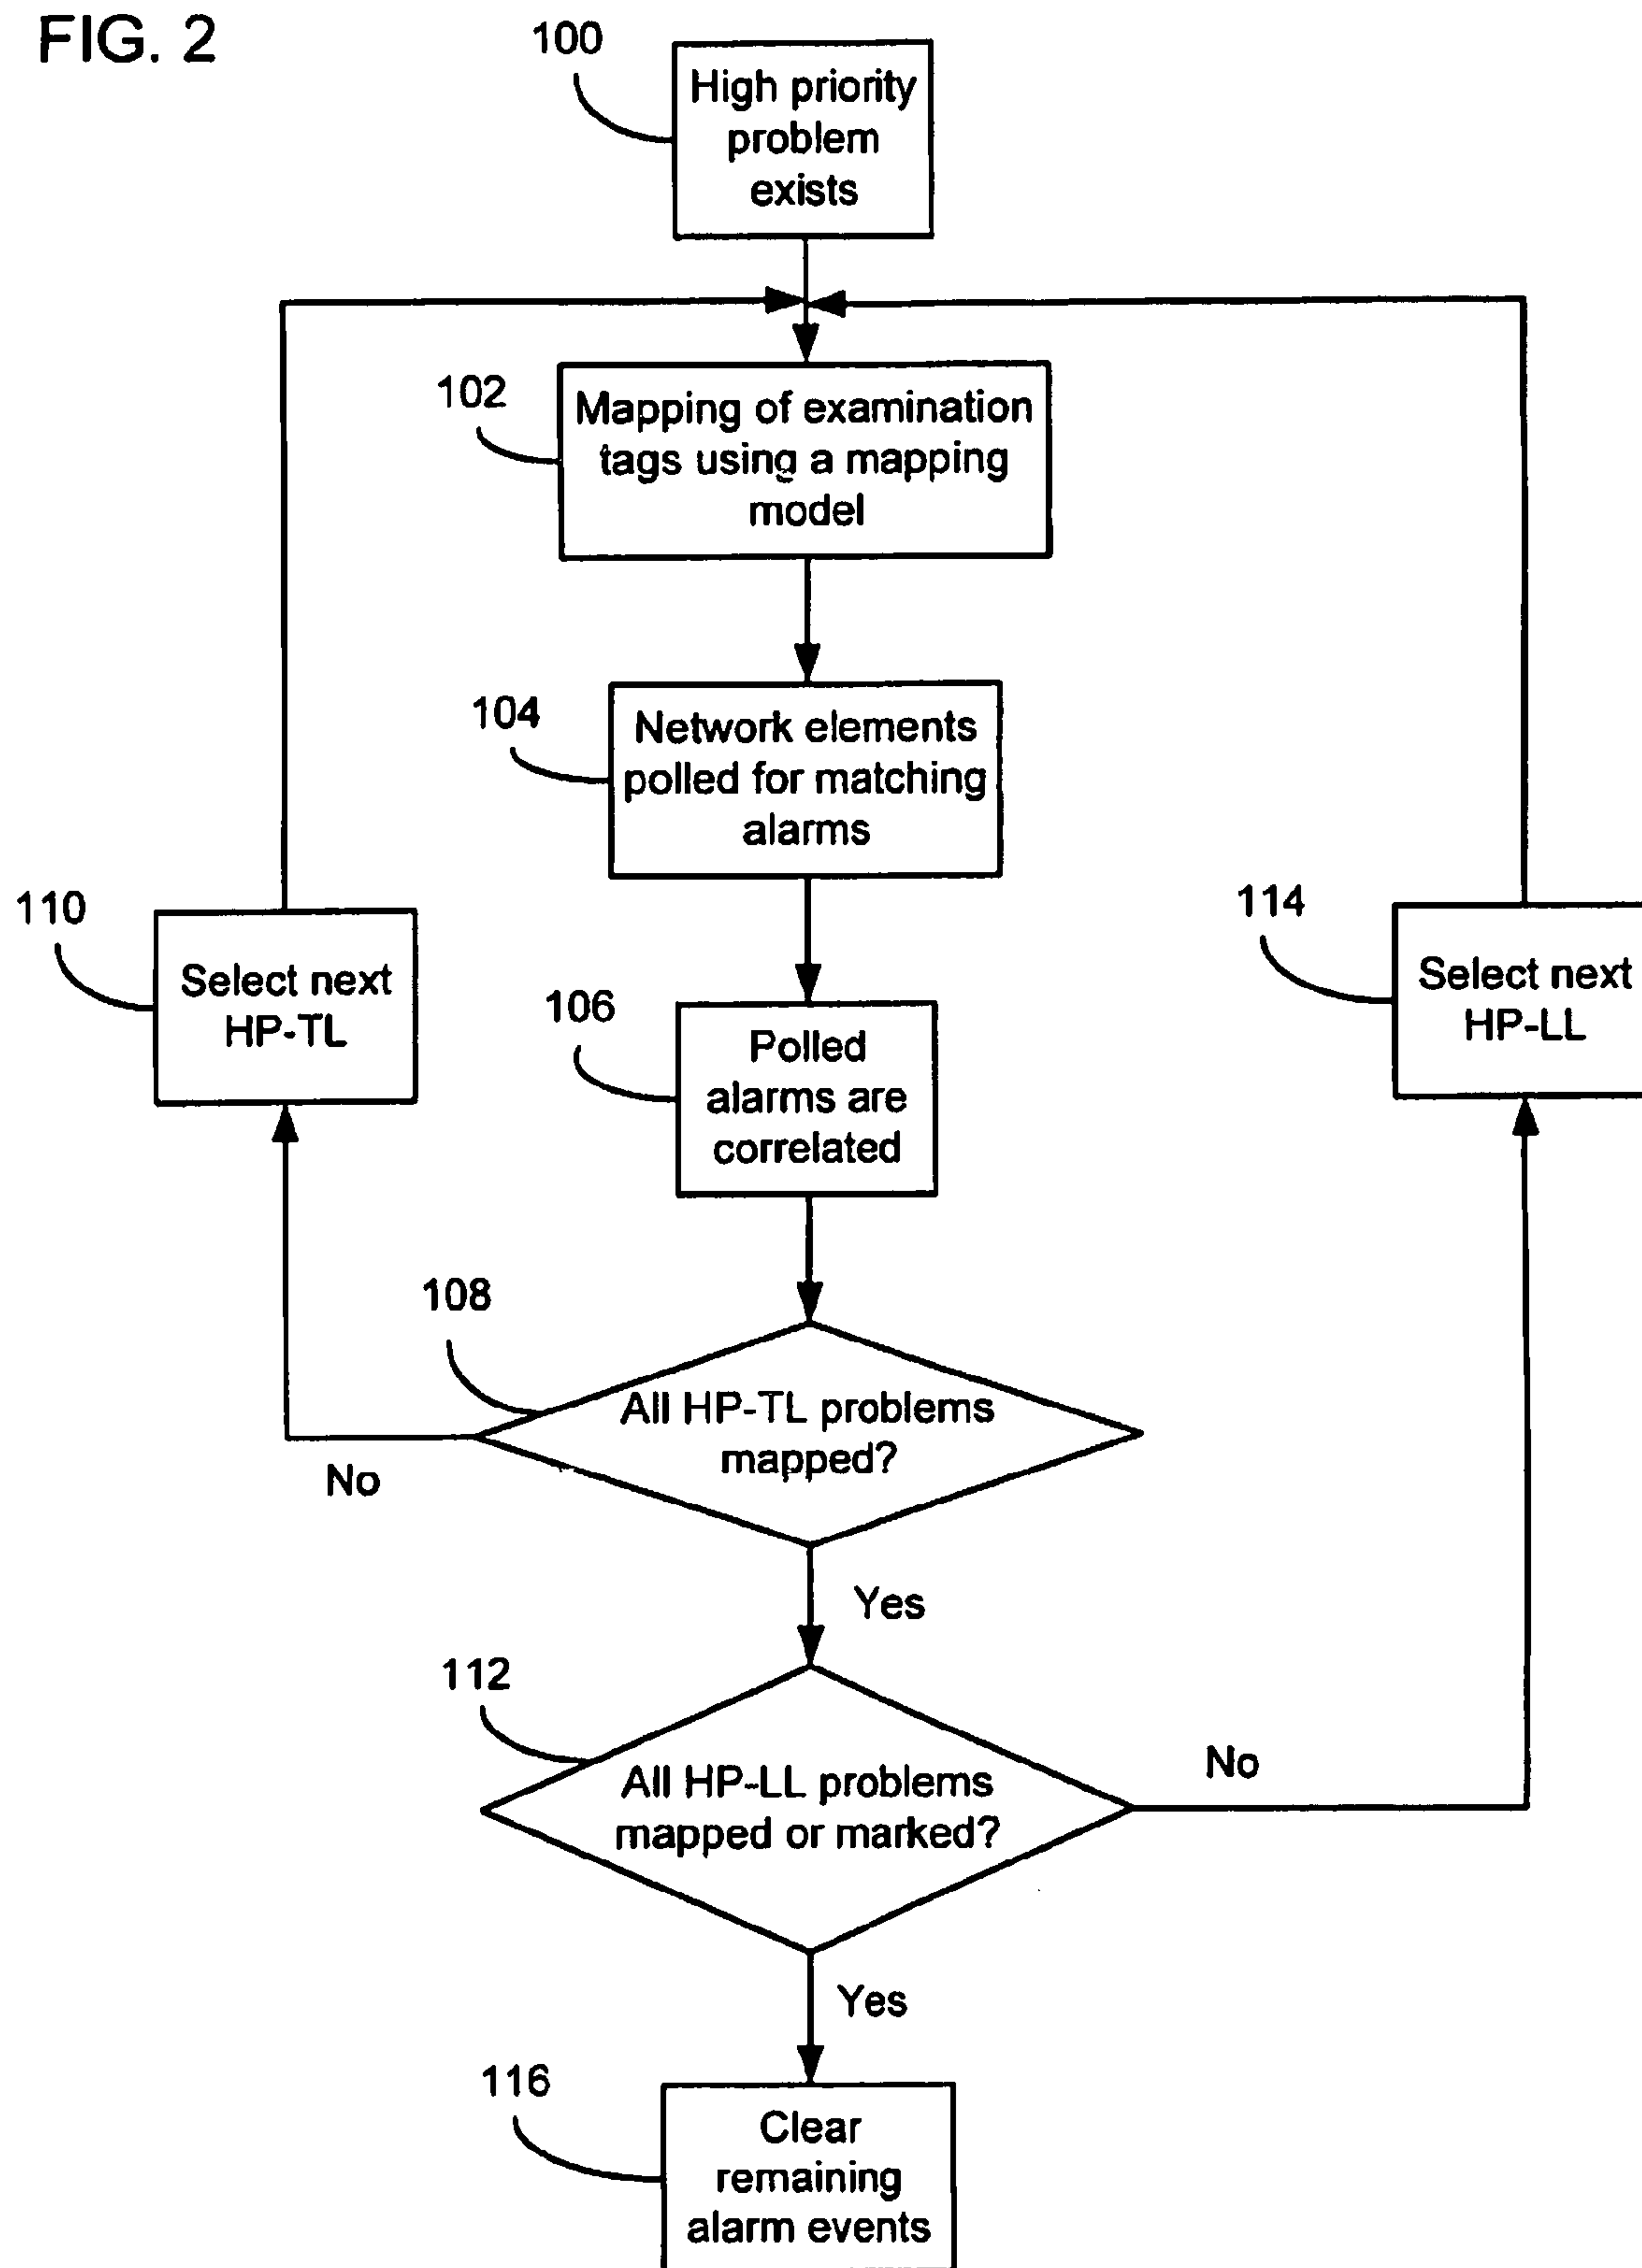 FIG. 2
100
High priority
problem
exists
102
Mapping of examination
tags using a mapping
model
104
Network elements
polled for matching
alarms
110
Select next
HP-TL
114
Select next
HP-LL
106
Polled
alarms are
correlated
108
All HP-TL problems
mapped?
No
Yes
112
All HP-LL problems
mapped or marked?
No
Yes
116
Clear
remaining
alarm events